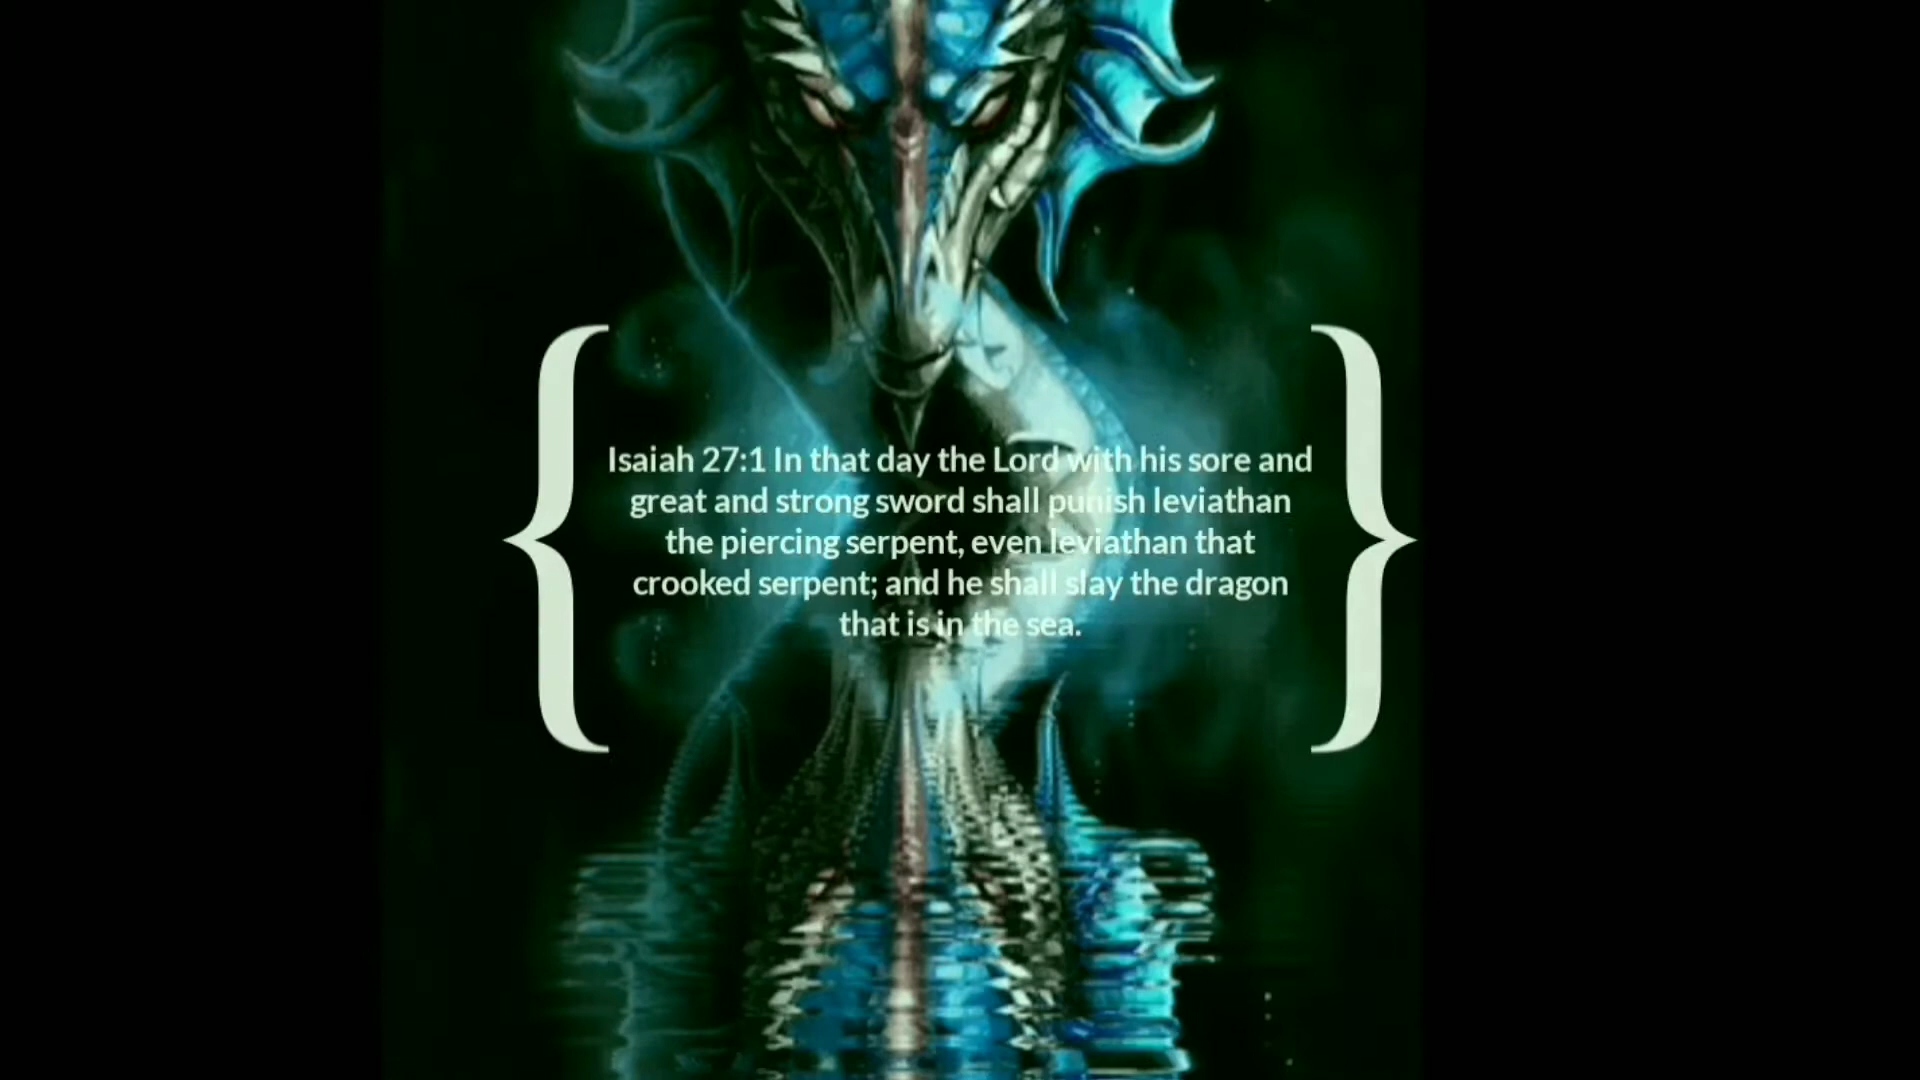 Isaiah 27:1 In that day the Lord with his sore and
great and strong sword shall punish leviathan
the piercing serpent, even leviathan that
crooked serpent; and he shall slay the dragon
that is in the sea.